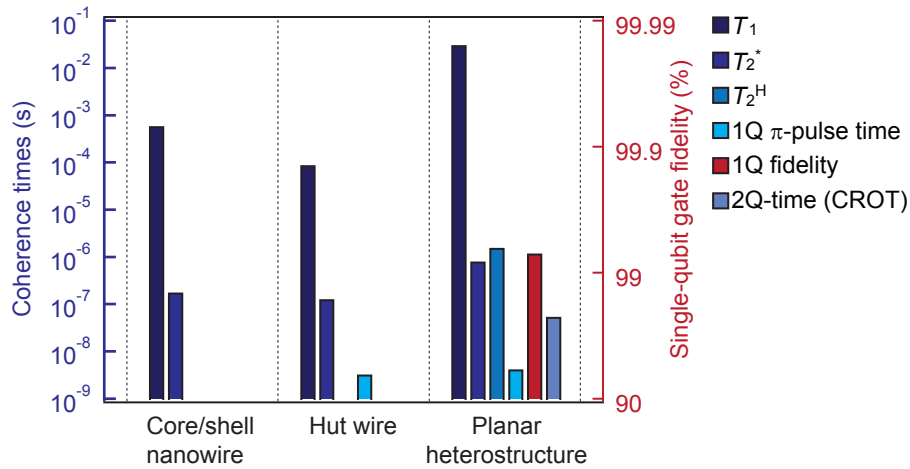 Coherence times (s)
10⁻¹
10⁻²
10⁻³
10⁻⁴
10⁻⁵
10⁻⁶
10⁻⁷
10⁻⁸
10⁻⁹
Core/shell
nanowire
Hut wire
Planar
heterostructure
99.99
99.9
99
90
Single-qubit gate fidelity (%)
T₁
T₂*
T₂ᴴ
1Q π-pulse time
1Q fidelity
2Q-time (CROT)